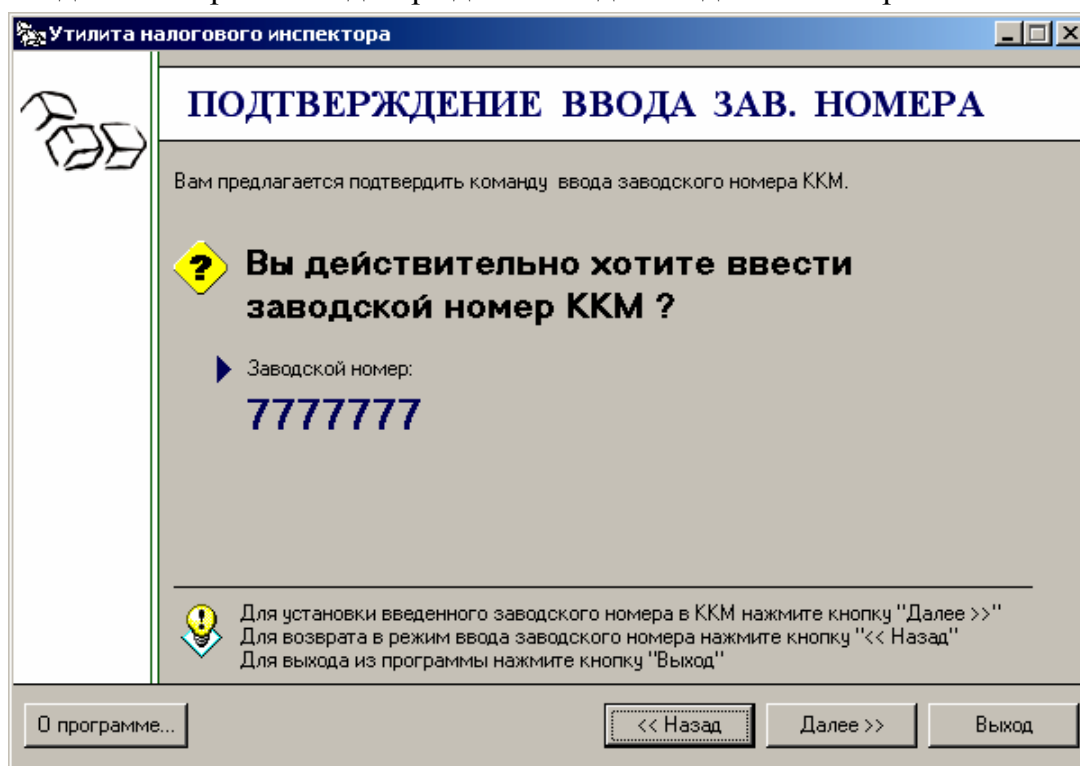 Утилита налогового инспектора
ПОДТВЕРЖДЕНИЕ ВВОДА ЗАВ. НОМЕРА
Вам предлагается подтвердить команду ввода заводского номера ККМ.
Вы действительно хотите ввести
заводской номер ККМ ?
Заводской номер:
7777777
Для установки введенного заводского номера в ККМ нажмите кнопку "Далее >>"
Для возврата в режим ввода заводского номера нажмите кнопку "<< Назад"
Для выхода из программы нажмите кнопку "Выход"
О программе... << Назад Далее >> Выход